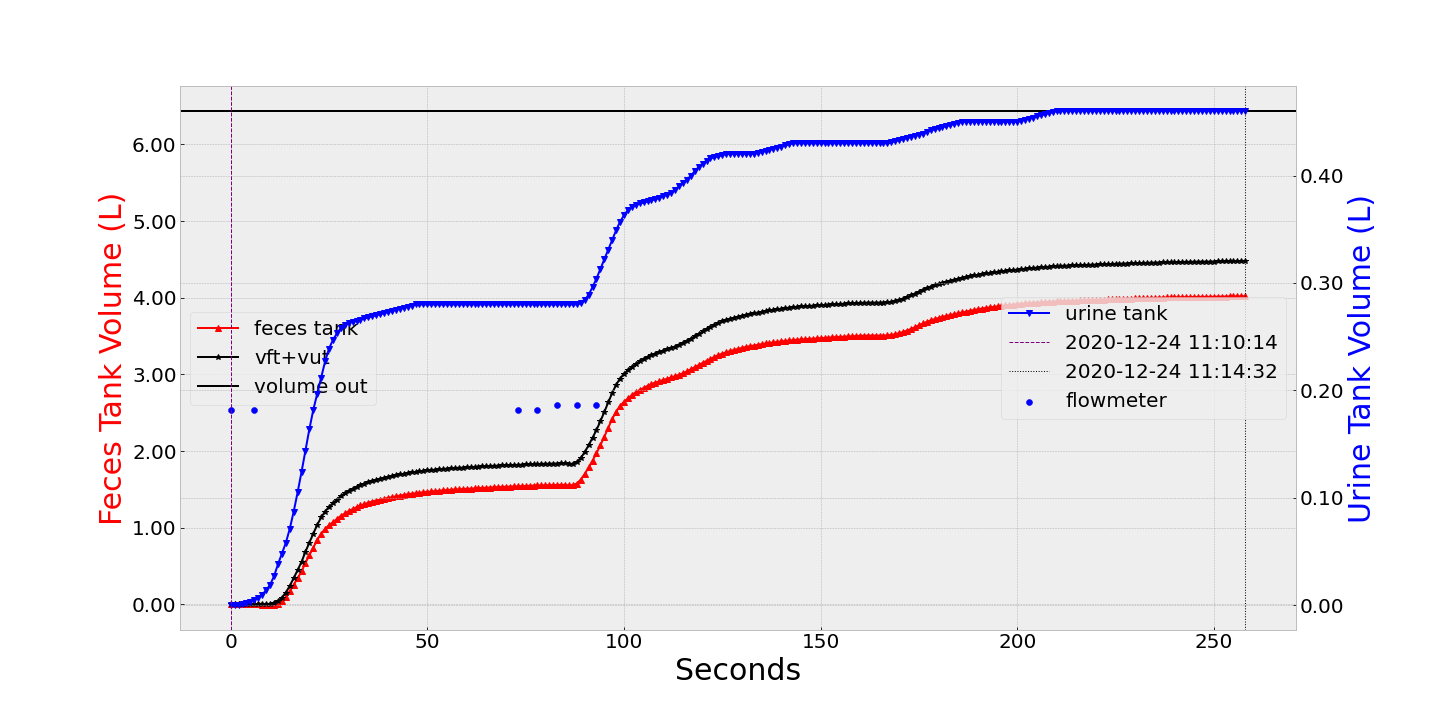 6.00
5.00
4.00
3.00
2.00
1.00
0.00
Feces Tank Volume (L)
feces tank
vft+vut
volume out
urine tank
2020-12-24 11:10:14
2020-12-24 11:14:32
flowmeter
0.40
0.30
0.20
0.10
0.00
Urine Tank Volume (L)
0 50 100 150 200 250
Seconds